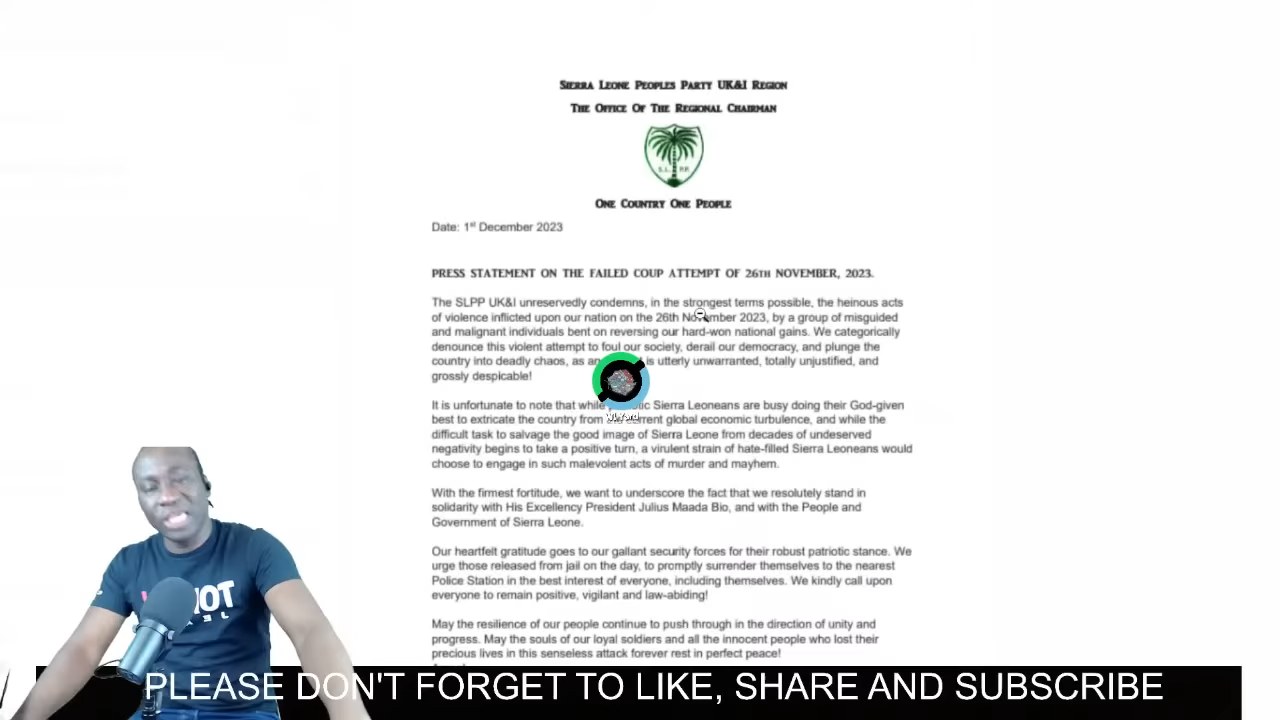 SIERRA LEONE PEOPLES PARTY UK&I REGION
THE OFFICE OF THE REGIONAL CHAIRMAN
S.L. P.P.
ONE COUNTRY ONE PEOPLE
Date: 1st December 2023
PRESS STATEMENT ON THE FAILED COUP ATTEMPT OF 26TH NOVEMBER, 2023.
The SLPP UK&I unreservedly condemns, in the strongest terms possible, the heinous acts
of violence inflicted upon our nation on the 26th November 2023, by a group of misguided
and malignant individuals bent on reversing our hard-won national gains. We categorically
denounce this violent attempt to foul our society, derail our democracy, and plunge the
country into deadly chaos, as is utterly unwarranted, totally unjustified, and
grossly despicable!
It is unfortunate to note that while Sierra Leoneans are busy doing their God-given
best to extricate the country from current global economic turbulence, and while the
difficult task to salvage the good image of Sierra Leone from decades of undeserved
negativity begins to take a positive turn, a virulent strain of hate-filled Sierra Leoneans would
choose to engage in such malevolent acts of murder and mayhem.
With the firmest fortitude, we want to underscore the fact that we resolutely stand in
solidarity with His Excellency President Julius Maada Bio, and with the People and
Government of Sierra Leone.
Our heartfelt gratitude goes to our gallant security forces for their robust patriotic stance. We
urge those released from jail on the day, to promptly surrender themselves to the nearest
Police Station in the best interest of everyone, including themselves. We kindly call upon
everyone to remain positive, vigilant and law-abiding!
May the resilience of our people continue to push through in the direction of unity and
progress. May the souls of our loyal soldiers and all the innocent people who lost their
precious lives in this senseless attack forever rest in perfect peace!
PLEASE DON'T FORGET TO LIKE, SHARE AND SUBSCRIBE